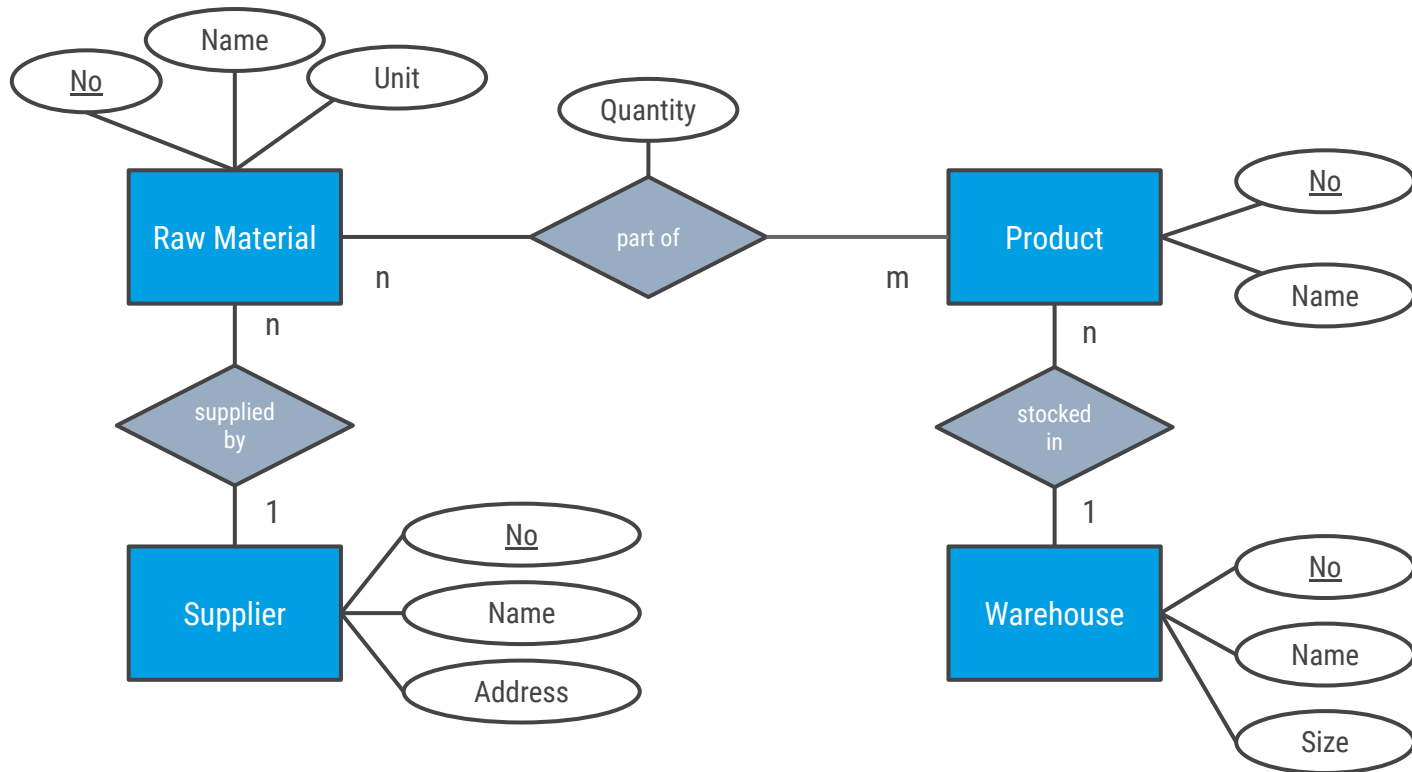 Name
No
Unit
Quantity
No
Raw Material
part of
Product
n
m
Name
n
n
supplied
by
stocked
in
1
No
1
No
Supplier
Name
Warehouse
Name
Address
Size